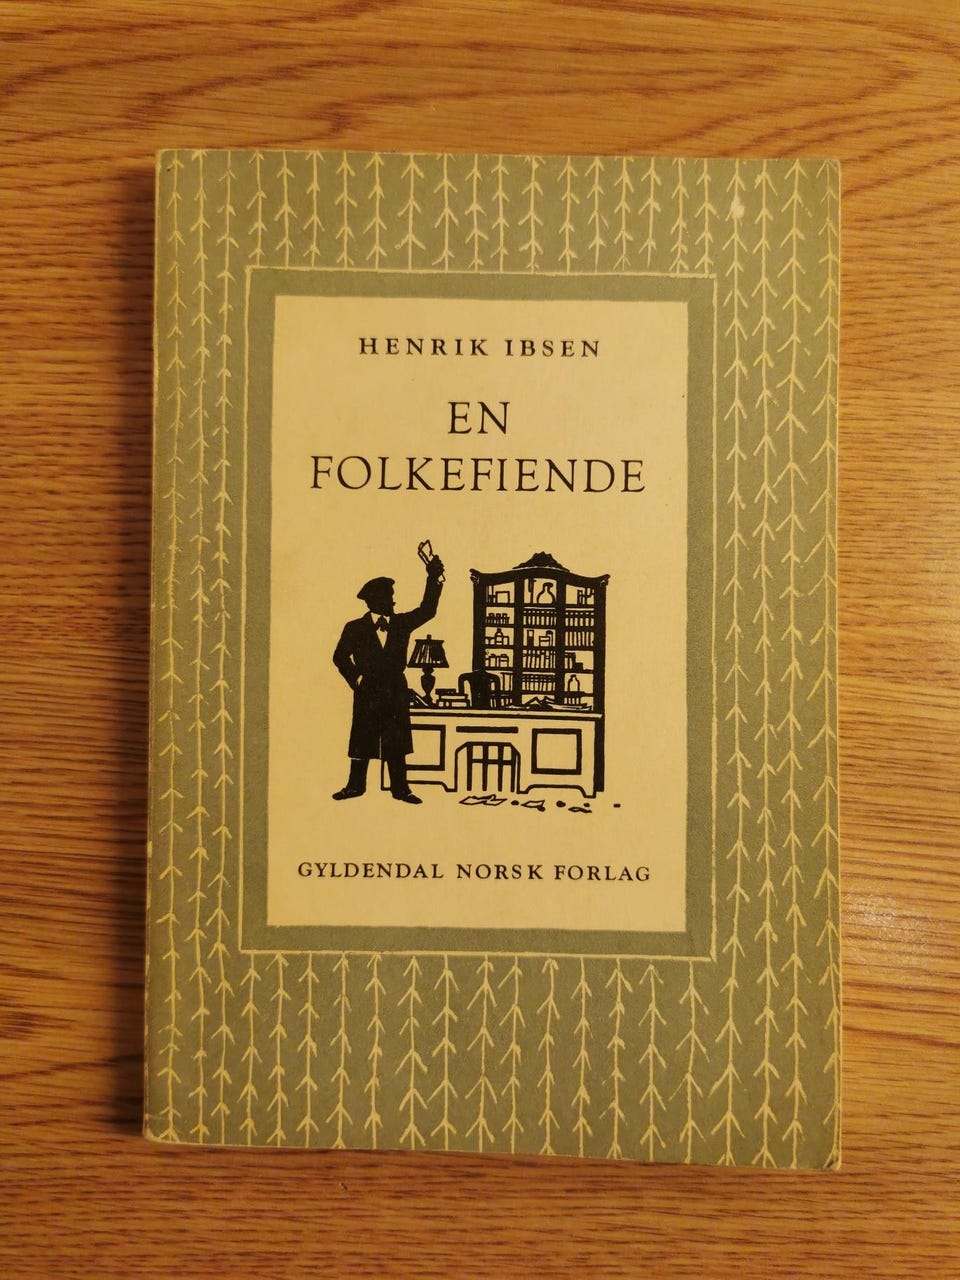 HENRIK IBSEN
EN
FOLKEFIENDE
GYLDENDAL NORSK FORLAG